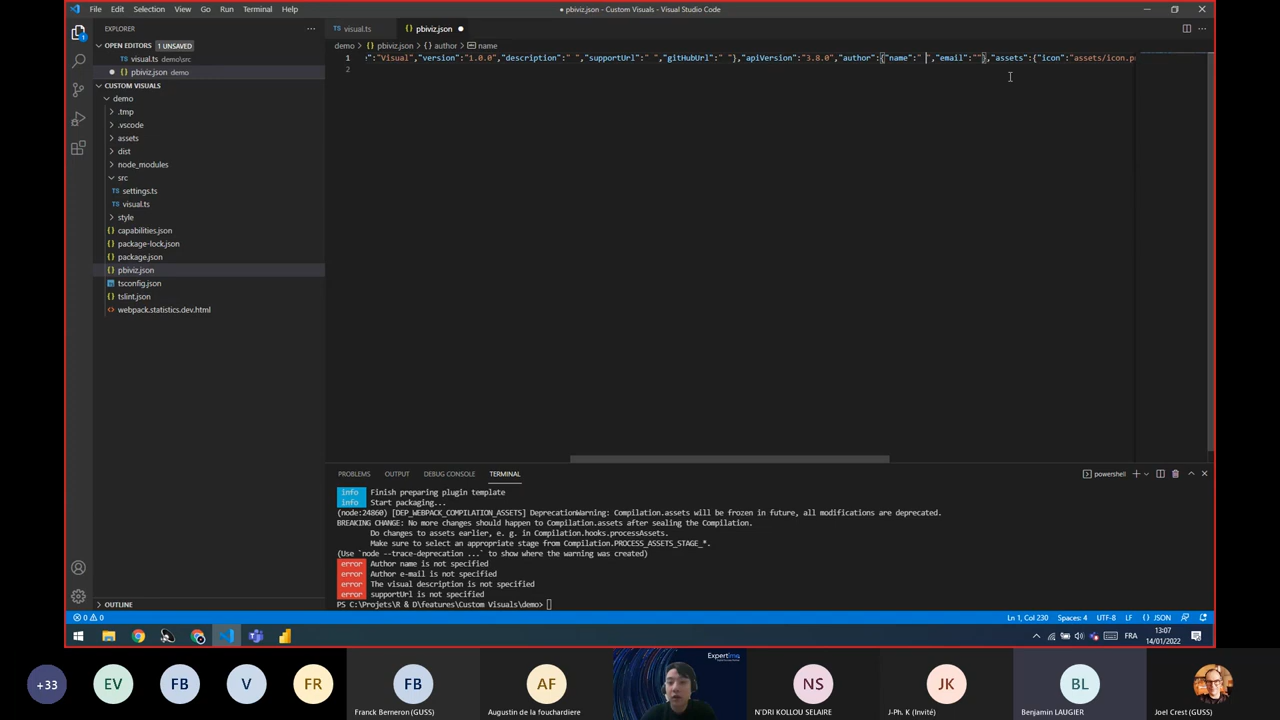 File Edit Selection View Go Run Terminal Help
● pbiviz.json - Custom Visuals - Visual Studio Code
EXPLORER
TS visual.ts
{} pbiviz.json ●
OPEN EDITORS 1 UNSAVED
demo > {} pbiviz.json > {} author > name
TS visual.ts demo\src
● {} pbiviz.json demo
1 e":"Visual","version":"1.0.0","description":" ","supportUrl":" ","gitHubUrl":" "},"apiVersion":"3.8.0","author":{"name":" ","email":""},"assets":{"icon":"assets/icon.p
2
CUSTOM VISUALS
demo
.tmp
.vscode
assets
dist
node_modules
src
TS settings.ts
TS visual.ts
style
{} capabilities.json
{} package-lock.json
{} package.json
{} pbiviz.json
tsconfig.json
{} tslint.json
<> webpack.statistics.dev.html
OUTLINE
PROBLEMS OUTPUT DEBUG CONSOLE TERMINAL
powershell
info Finish preparing plugin template
info Start packaging...
(node:24860) [DEP_WEBPACK_COMPILATION_ASSETS] DeprecationWarning: Compilation.assets will be frozen in future, all modifications are deprecated.
BREAKING CHANGE: No more changes should happen to Compilation.assets after sealing the Compilation.
Do changes to assets earlier, e. g. in Compilation.hooks.processAssets.
Make sure to select an appropriate stage from Compilation.PROCESS_ASSETS_STAGE_*.
(Use `node --trace-deprecation ...` to show where the warning was created)
error Author name is not specified
error Author e-mail is not specified
error The visual description is not specified
error supportUrl is not specified
PS C:\Projets\R & D\features\Custom Visuals\demo>
0 0
Ln 1, Col 230 Spaces: 4 UTF-8 LF {} JSON
FRA
13:07
14/01/2022
Expertime
+33 EV FB V FR FB AF NS JK BL
Franck Berneron (GUSS)
Augustin de la fouchardiere
N'DRI KOLLOU SELAIRE
J-Ph. K (Invité)
Benjamin LAUGIER
Joel Crest (GUSS)